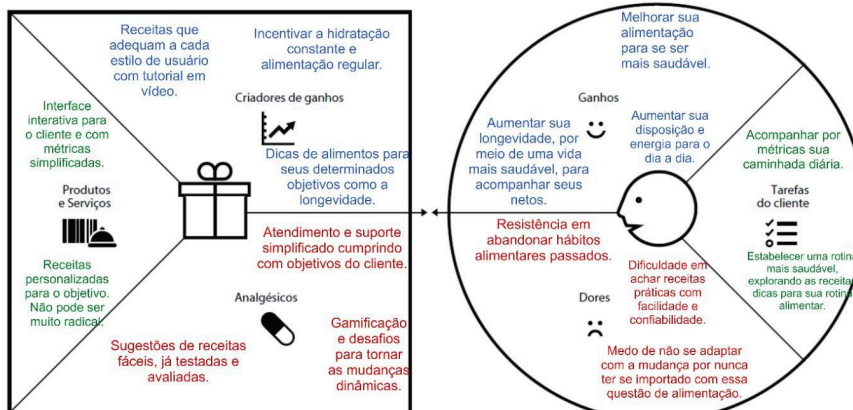 Receitas que
adequam a cada
estilo de usuário
com tutorial em
vídeo.
Incentivar a hidratação
constante e
alimentação regular.
Criadores de ganhos
Interface
interativa para
o cliente e com
métricas
simplificadas.
Dicas de alimentos para
seus determinados
objetivos como a
longevidade.
Produtos
e Serviços
Atendimento e suporte
simplificado cumprindo
com objetivos do cliente.
Receitas
personalizadas
para o objetivo.
Não pode ser
muito radical.
Analgésicos
Sugestões de receitas
fáceis, já testadas e
avaliadas.
Gamificação
e desafios
para tornar
as mudanças
dinâmicas.
Melhorar sua
alimentação
para se ser
mais saudável.
Ganhos
Aumentar sua
longevidade, por
meio de uma vida
mais saudável, para
acompanhar seus
netos.
Aumentar sua
disposição e
energia para o
dia a dia.
Acompanhar por
métricas sua
caminhada diária.
Tarefas
do cliente
Resistência em
abandonar hábitos
alimentares passados.
Estabelecer uma rotina
mais saudável,
explorando as receitas
dicas para sua rotina
alimentar.
Dificuldade em
achar receitas
práticas com
facilidade e
confiabilidade.
Dores
Medo de não se adaptar
com a mudança por nunca
ter se importado com essa
questão de alimentação.